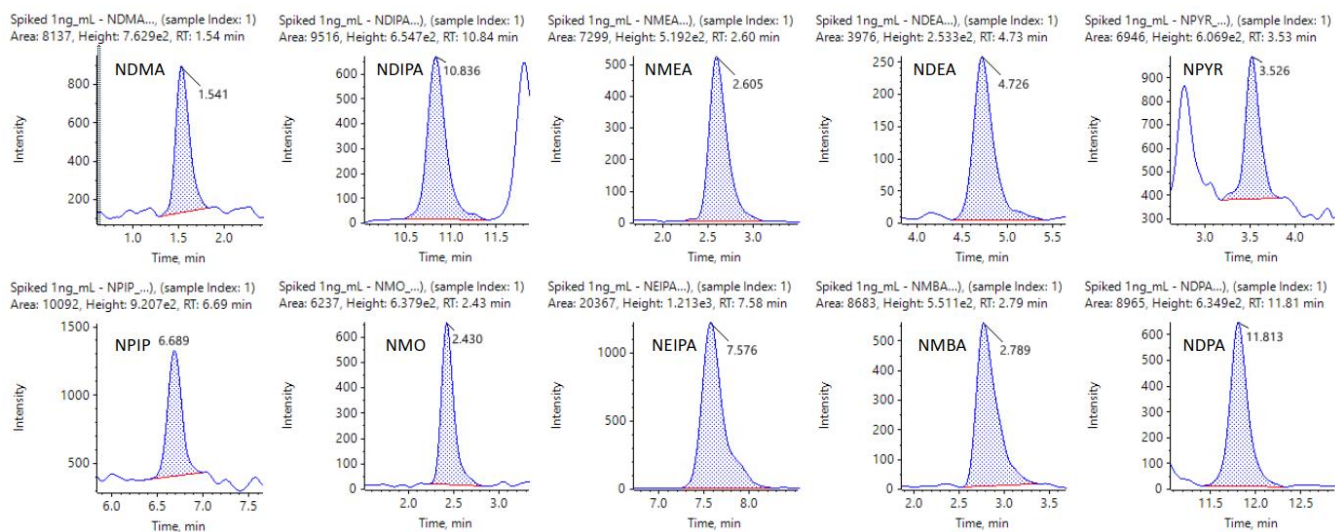 Spiked 1ng_mL - NDMA...), (sample Index: 1)
Area: 8137, Height: 7.629e2, RT: 1.54 min
NDMA
1.541
800
600
400
200
Intensity
1.0
1.5
2.0
Time, min
Spiked 1ng_mL - NDIPA...), (sample Index: 1)
Area: 9516, Height: 6.547e2, RT: 10.84 min
NDIPA
10.836
600
500
400
300
200
100
0
Intensity
10.5
11.0
11.5
Time, min
Spiked 1ng_mL - NMEA...), (sample Index: 1)
Area: 7299, Height: 5.192e2, RT: 2.60 min
NMEA
2.605
500
400
300
200
100
0
Intensity
2.0
2.5
3.0
Time, min
Spiked 1ng_mL - NDEA...), (sample Index: 1)
Area: 3976, Height: 2.533e2, RT: 4.73 min
NDEA
4.726
250
200
150
100
50
0
Intensity
4.0
4.5
5.0
5.5
Time, min
Spiked 1ng_mL - NPYR_...), (sample Index: 1)
Area: 6946, Height: 6.069e2, RT: 3.53 min
NPYR
3.526
900
800
700
600
500
400
300
Intensity
3.0
3.5
4.0
Time, min
Spiked 1ng_mL - NPIP_...), (sample Index: 1)
Area: 10092, Height: 9.207e2, RT: 6.69 min
NPIP
6.689
1500
1000
500
Intensity
6.0
6.5
7.0
7.5
Time, min
Spiked 1ng_mL - NMO_...), (sample Index: 1)
Area: 6237, Height: 6.379e2, RT: 2.43 min
NMO
2.430
600
500
400
300
200
100
0
Intensity
2.0
2.5
3.0
Time, min
Spiked 1ng_mL - NEIPA...), (sample Index: 1)
Area: 20367, Height: 1.213e3, RT: 7.58 min
NEIPA
7.576
1000
500
0
Intensity
7.0
7.5
8.0
Time, min
Spiked 1ng_mL - NMBA...), (sample Index: 1)
Area: 8683, Height: 5.511e2, RT: 2.79 min
NMBA
2.789
500
400
300
200
100
0
Intensity
2.0
2.5
3.0
3.5
Time, min
Spiked 1ng_mL - NDPA...), (sample Index: 1)
Area: 8965, Height: 6.349e2, RT: 11.81 min
NDPA
11.813
600
500
400
300
200
100
0
Intensity
11.5
12.0
12.5
Time, min